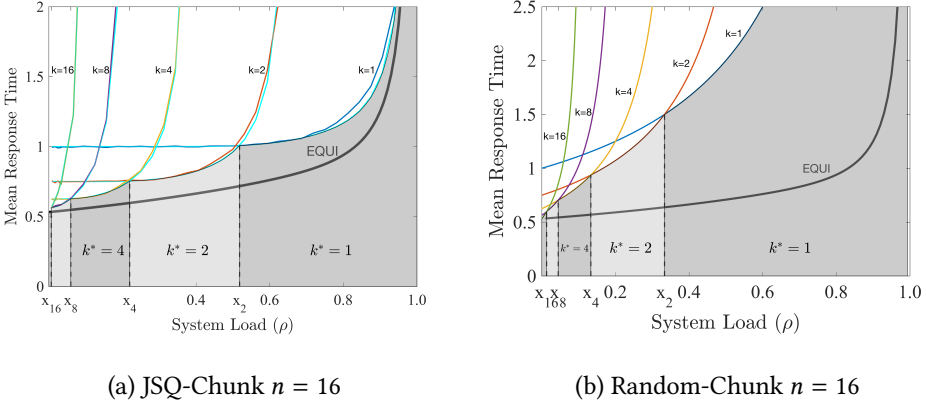 2
1.5
1
0.5
0
Mean Response Time
k=16
k=8
k=4
k=2
k=1
EQUI
k* = 4
k* = 2
k* = 1
x16 x8 x4 0.4 x2 0.6 0.8 1.0
System Load (ρ)
(a) JSQ-Chunk n = 16
2.5
2
1.5
1
0.5
0
Mean Response Time
k=1
k=2
k=4
k=8
k=16
EQUI
k* = 4
k* = 2
k* = 1
x16 8 x4 0.2 x2 0.4 0.6 0.8 1.0
System Load (ρ)
(b) Random-Chunk n = 16